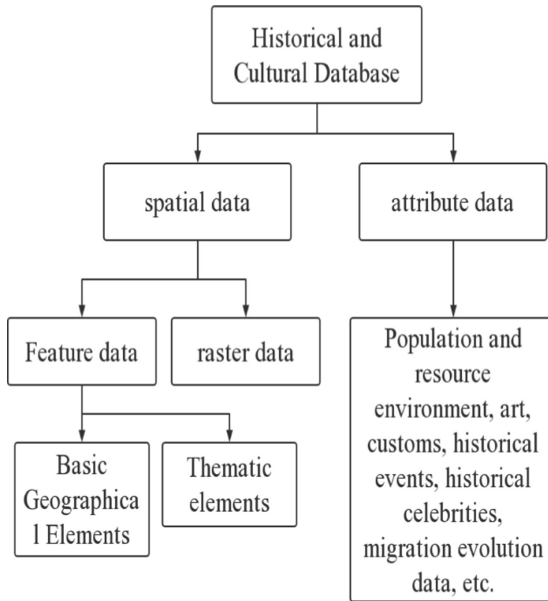 Historical and
Cultural Database
spatial data
attribute data
Feature data
raster data
Population and
resource
environment, art,
customs, historical
events, historical
celebrities,
migration evolution
data, etc.
Basic
Geographica
l Elements
Thematic
elements